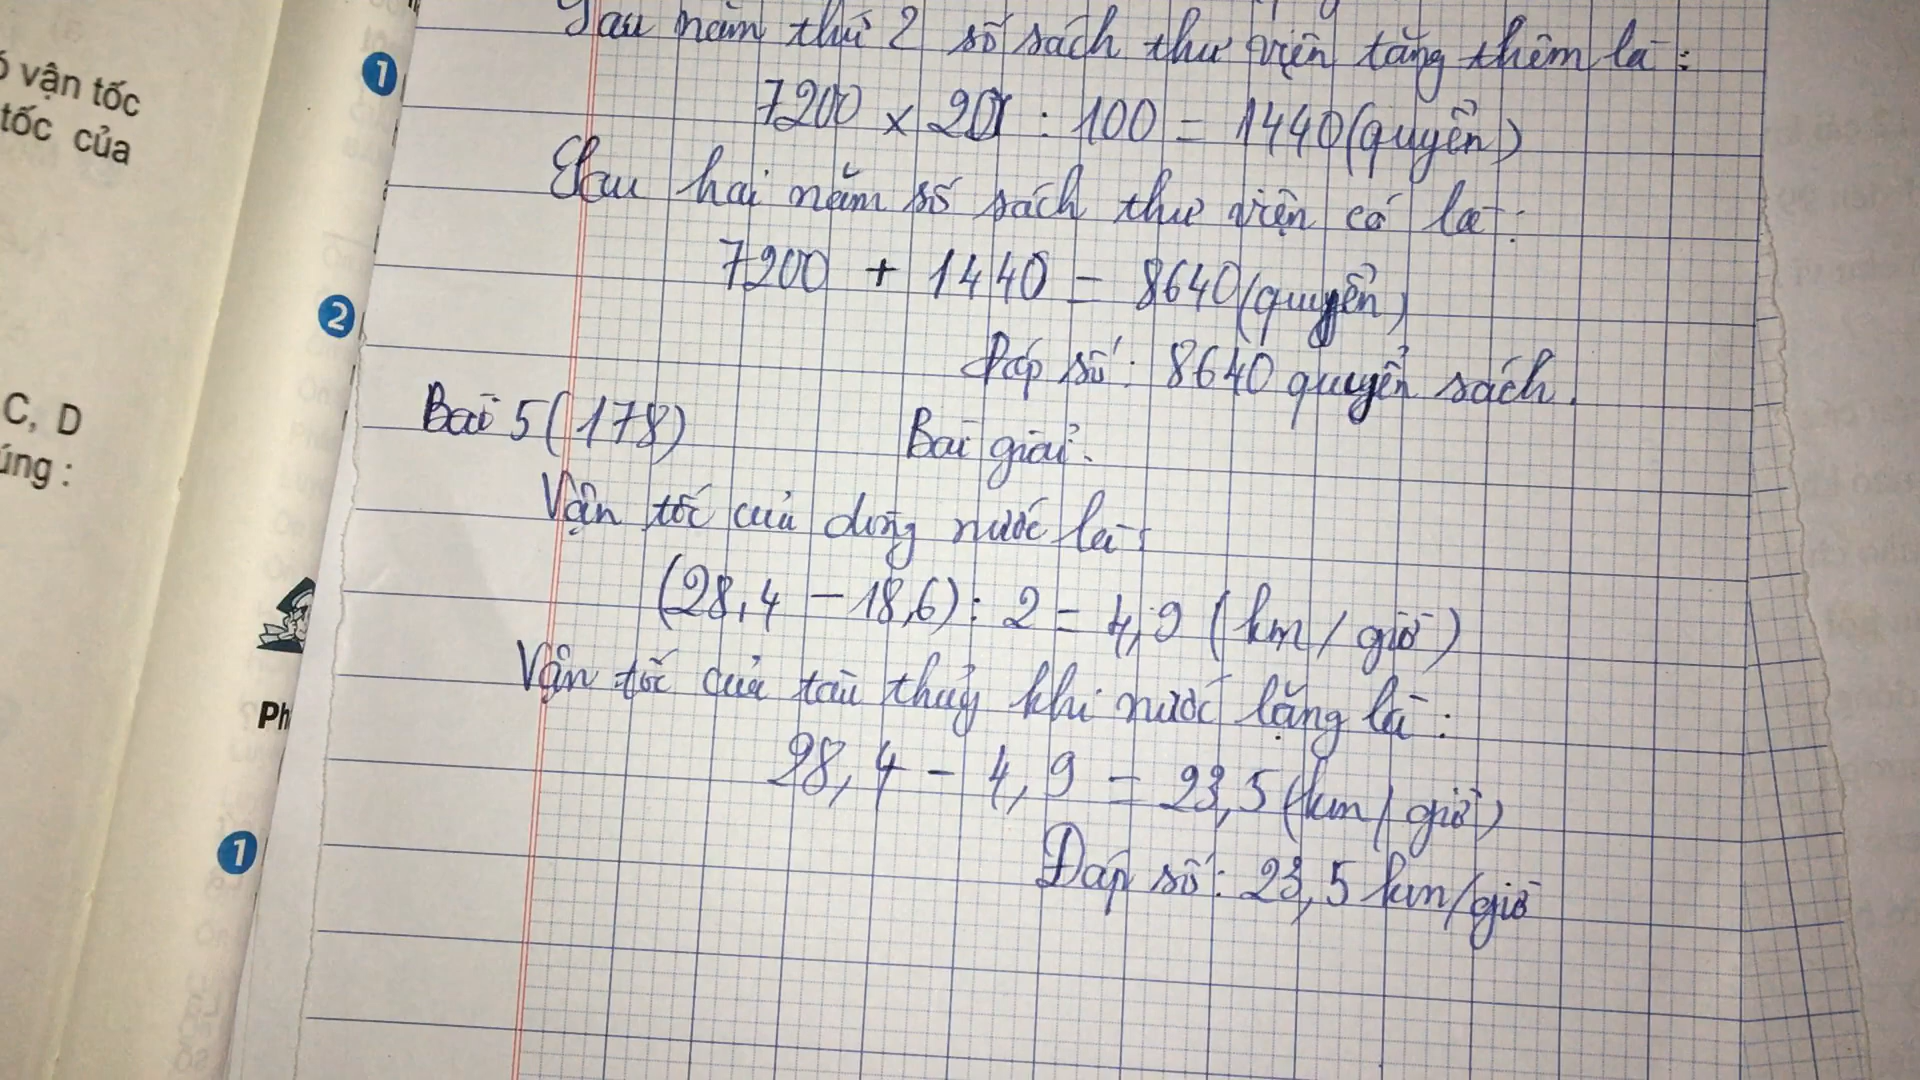 ó vận tốc
tốc của
C, D
úng :
1
2
Ph
1
Sau năm thứ 2 số sách thư viện tăng thêm là :
7200 x 20 : 100 = 1440 (quyển)
Sau hai năm số sách thư viện có là :
7200 + 1440 = 8640 (quyển)
Đáp số : 8640 quyển sách.
Bài 5 (178) Bài giải :
Vận tốc của dòng nước là :
(28,4 - 18,6) : 2 = 4,9 (km/giờ)
Vận tốc của tàu thủy khi nước lặng là :
28,4 - 4,9 = 23,5 (km/giờ)
Đáp số : 23,5 km/giờ